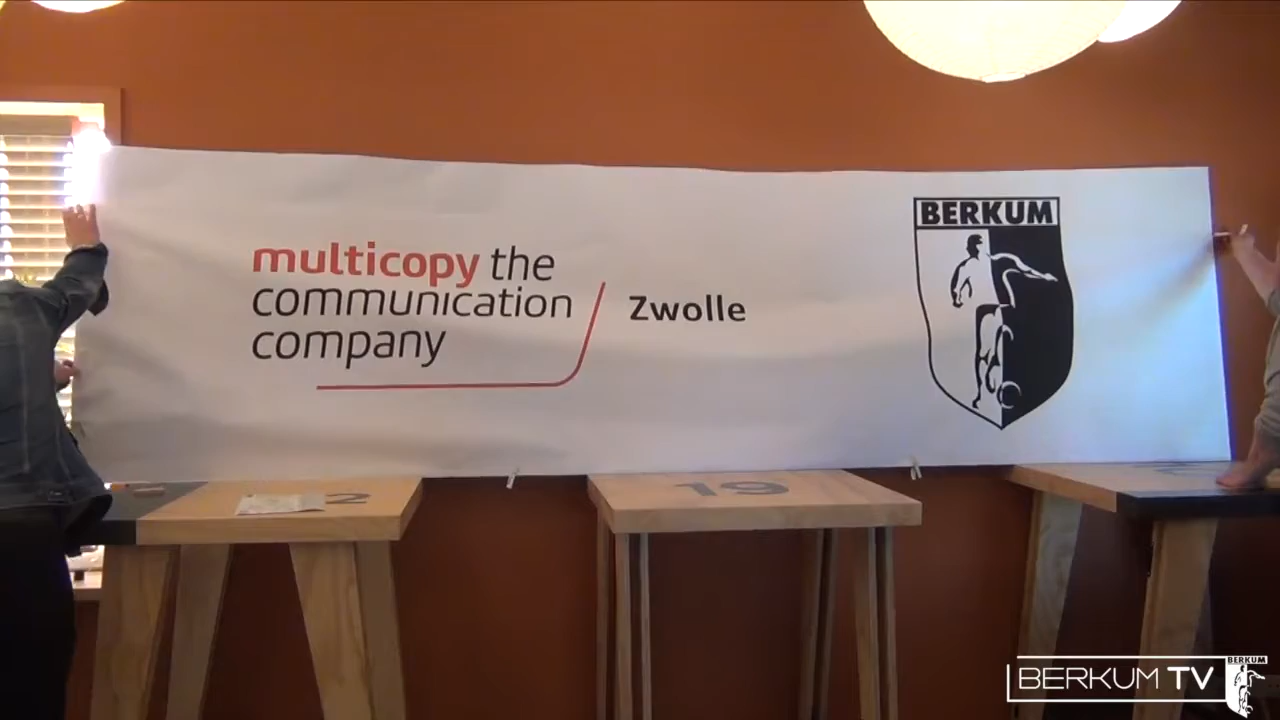 BERKUM
multicopy the
communication
company
Zwolle
2
19
BERKUM TV
BERKUM